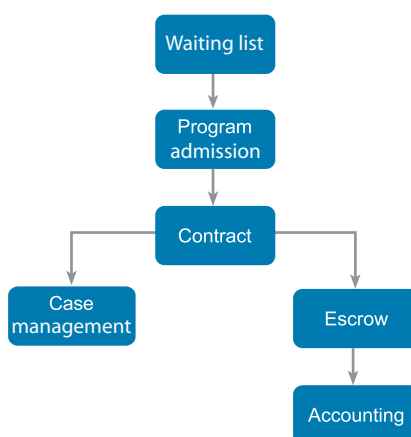 Waiting list
Program
admission
Contract
Case
management
Escrow
Accounting